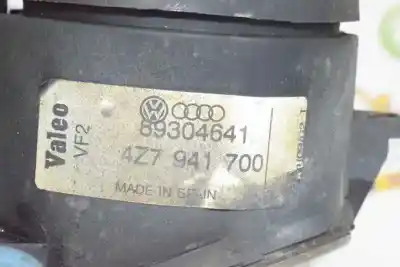 Valeo
VF2
89304641
4Z7 941 700
MADE IN SPAIN